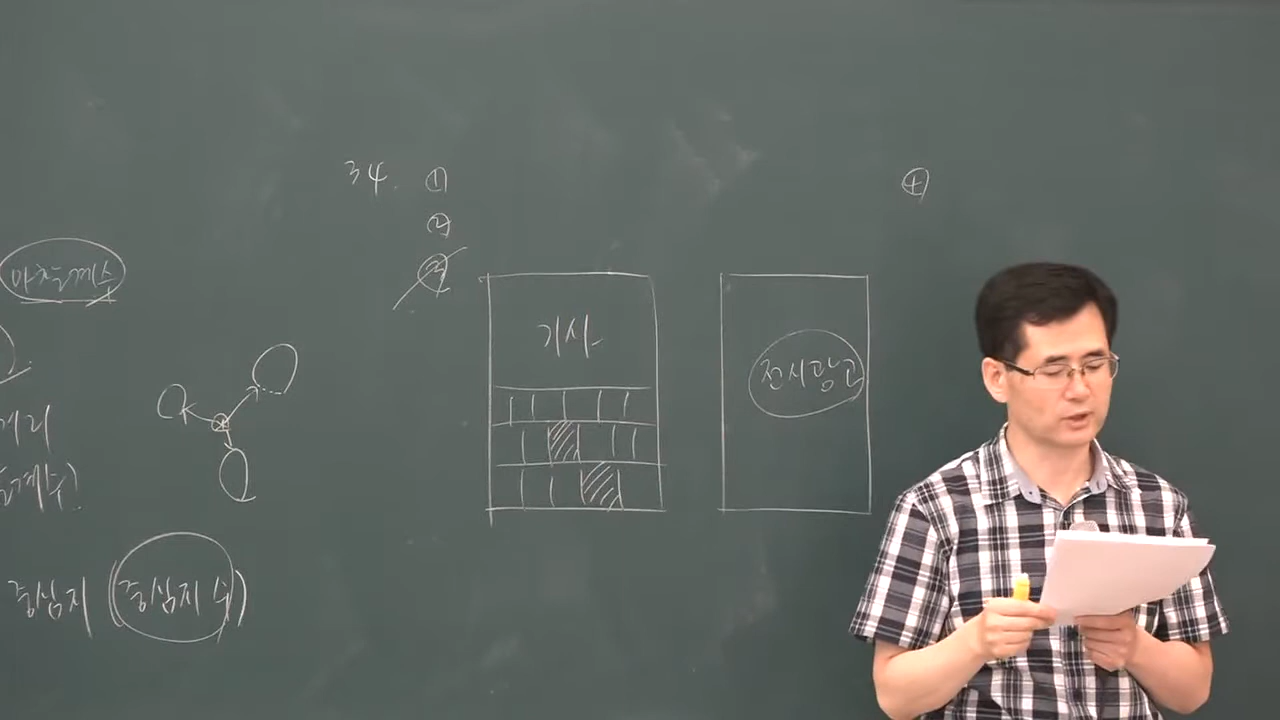 마찰계수
중심지 (중심지 수)
34. ①
②
③
기사
전시광고
④